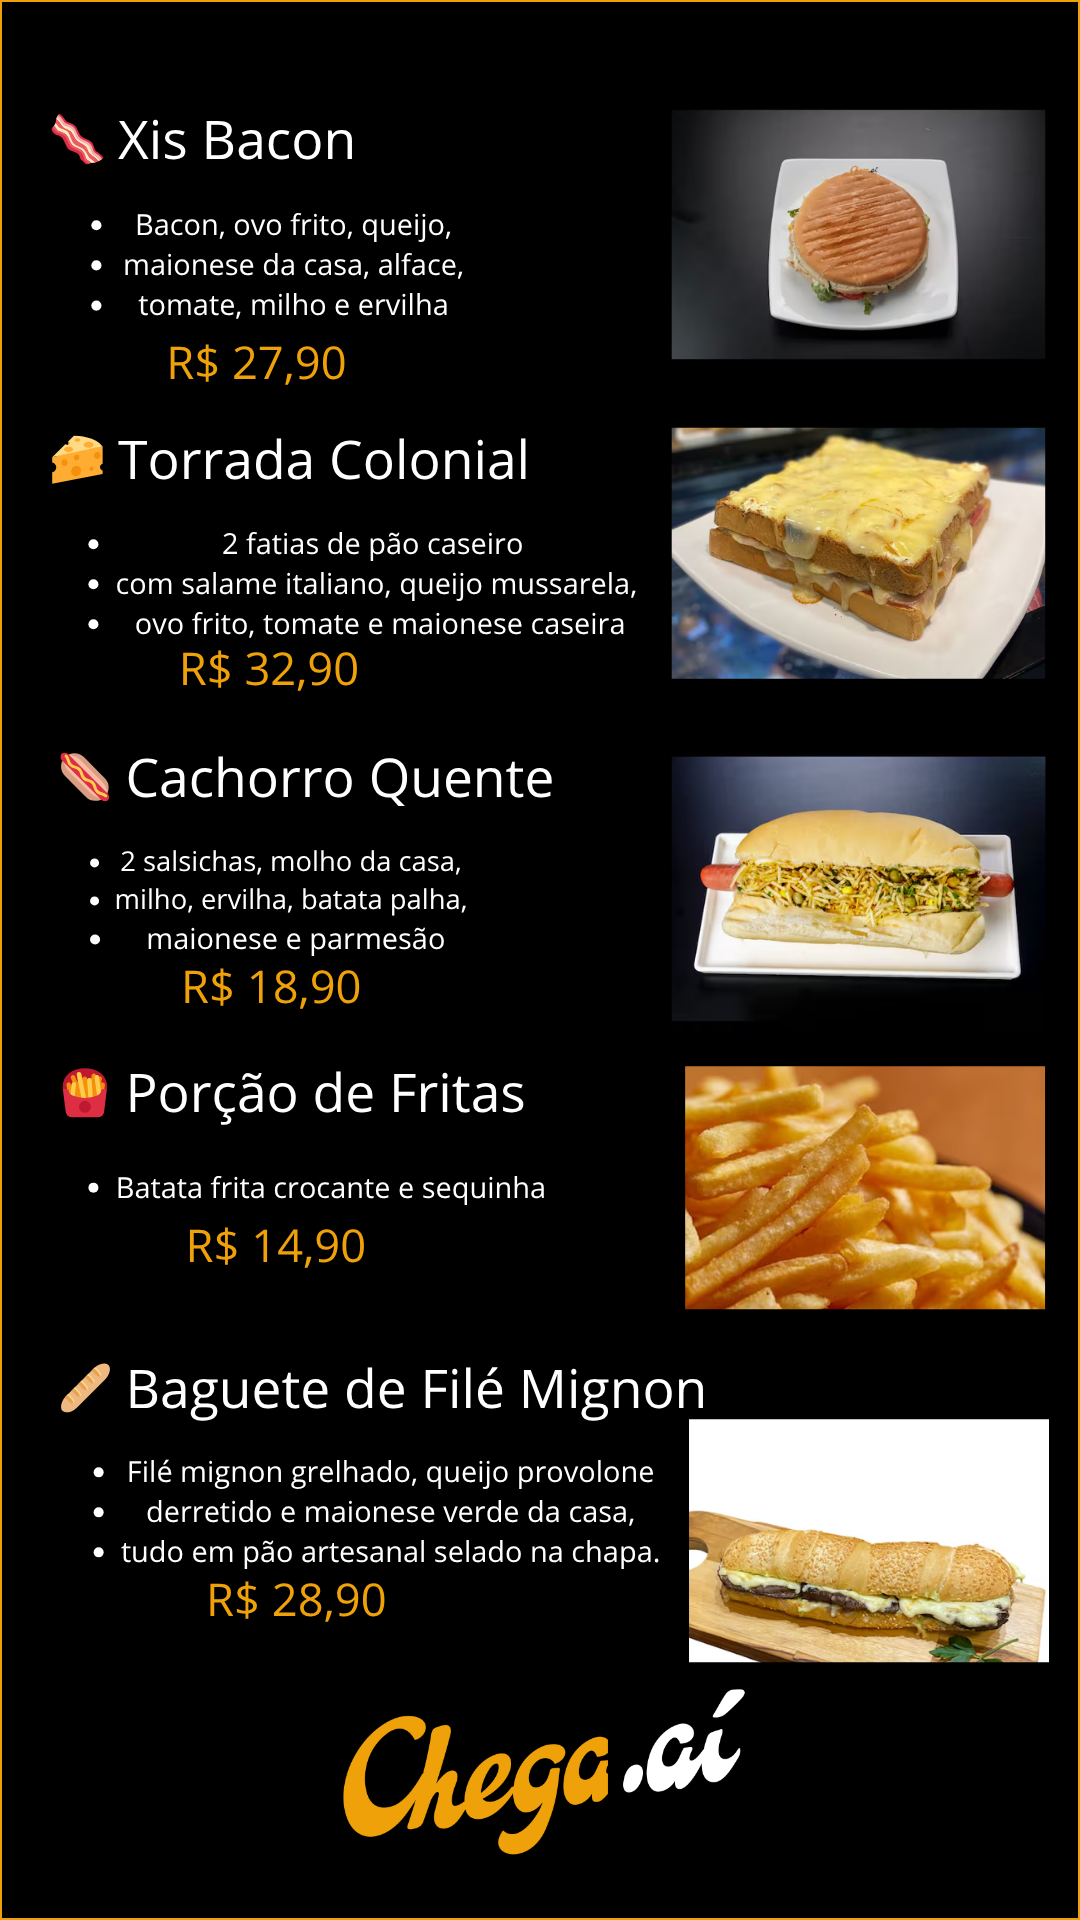 Xis Bacon
Bacon, ovo frito, queijo,
maionese da casa, alface,
tomate, milho e ervilha
R$ 27,90
Torrada Colonial
2 fatias de pão caseiro
com salame italiano, queijo mussarela,
ovo frito, tomate e maionese caseira
R$ 32,90
Cachorro Quente
2 salsichas, molho da casa,
milho, ervilha, batata palha,
maionese e parmesão
R$ 18,90
Porção de Fritas
Batata frita crocante e sequinha
R$ 14,90
Baguete de Filé Mignon
Filé mignon grelhado, queijo provolone
derretido e maionese verde da casa,
tudo em pão artesanal selado na chapa.
R$ 28,90
Chega.aí